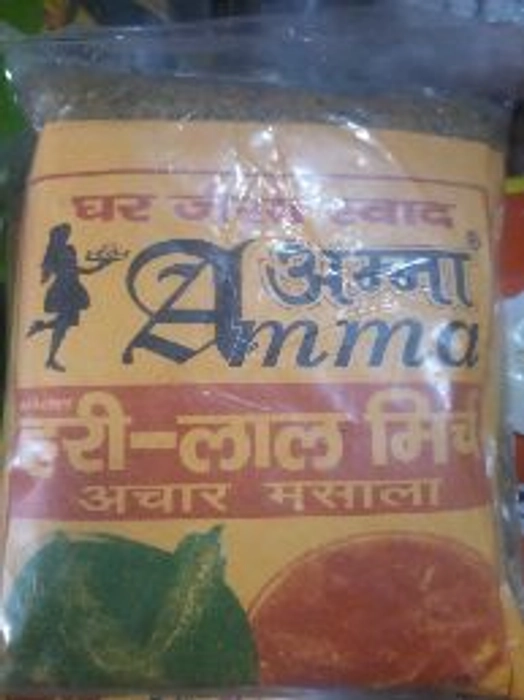 घर जैसा स्वाद
अम्मा®
Amma
हरी-लाल मिर्च
अचार मसाला